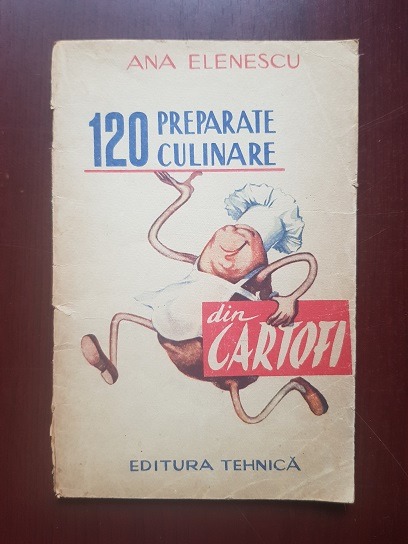 ANA ELENESCU
120 PREPARATE
CULINARE
din
CARTOFI
EDITURA TEHNICĂ